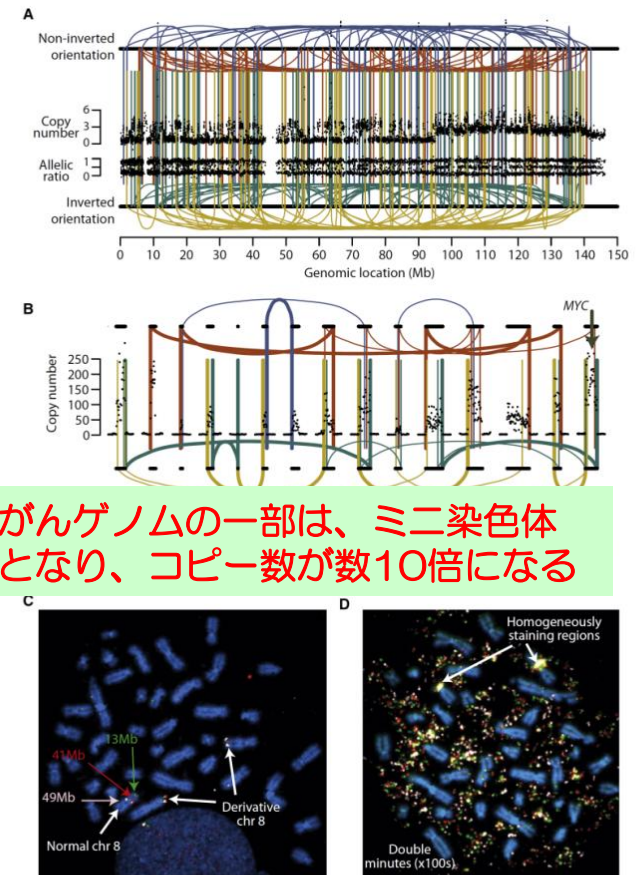 A
Non-inverted
orientation
Copy
number
6
3
0
Allelic
ratio
1
0
Inverted
orientation
0 10 20 30 40 50 60 70 80 90 100 110 120 130 140 150
Genomic location (Mb)
B
MYC
Copy number
250
200
150
100
50
0
がんゲノムの一部は、ミニ染色体
となり、コピー数が数10倍になる
C
13Mb
41Mb
49Mb
Normal chr 8
Derivative
chr 8
D
Homogeneously
staining regions
Double
minutes (x100s)